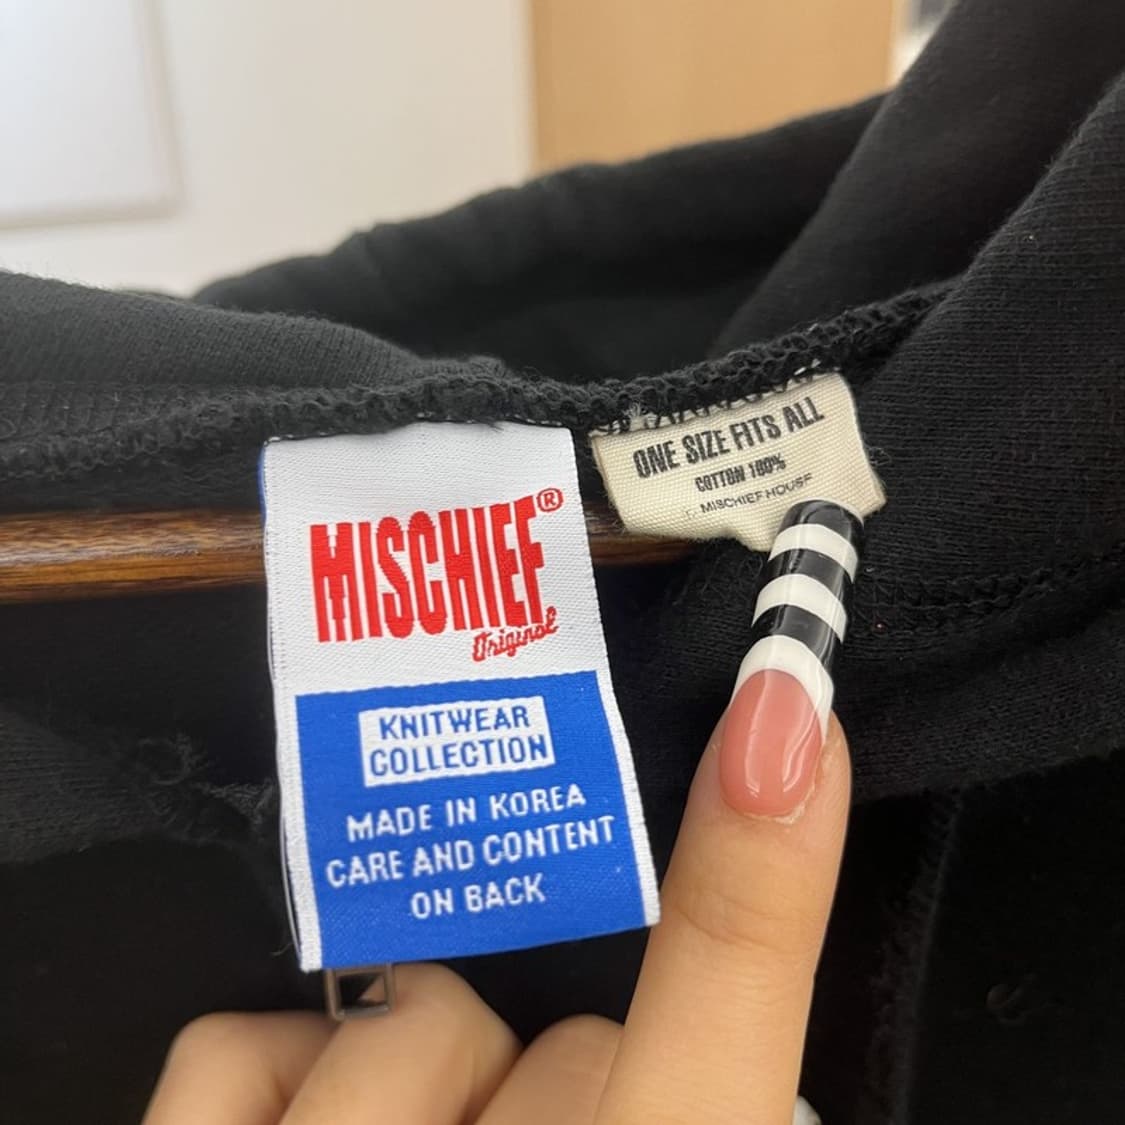 MISCHIEF®
Original
KNITWEAR
COLLECTION
MADE IN KOREA
CARE AND CONTENT
ON BACK
ONE SIZE FITS ALL
COTTON 100%
MISCHIEF HOUSE